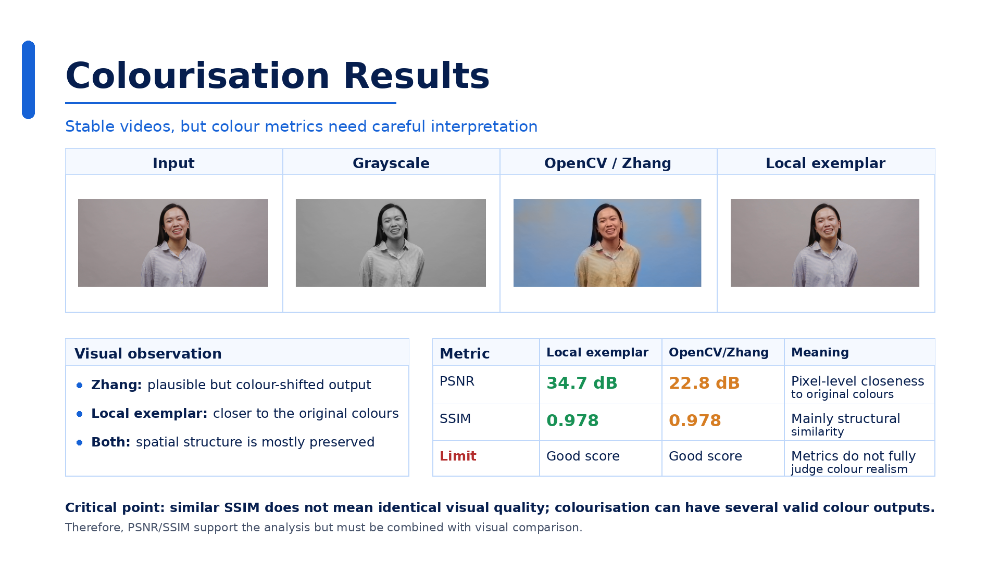 Colourisation Results
Stable videos, but colour metrics need careful interpretation
Input
Grayscale
OpenCV / Zhang
Local exemplar
Visual observation
Zhang: plausible but colour-shifted output
Local exemplar: closer to the original colours
Both: spatial structure is mostly preserved
Metric
Local exemplar
OpenCV/Zhang
Meaning
PSNR
34.7 dB
22.8 dB
Pixel-level closeness
to original colours
SSIM
0.978
0.978
Mainly structural
similarity
Limit
Good score
Good score
Metrics do not fully
judge colour realism
Critical point: similar SSIM does not mean identical visual quality; colourisation can have several valid colour outputs.
Therefore, PSNR/SSIM support the analysis but must be combined with visual comparison.